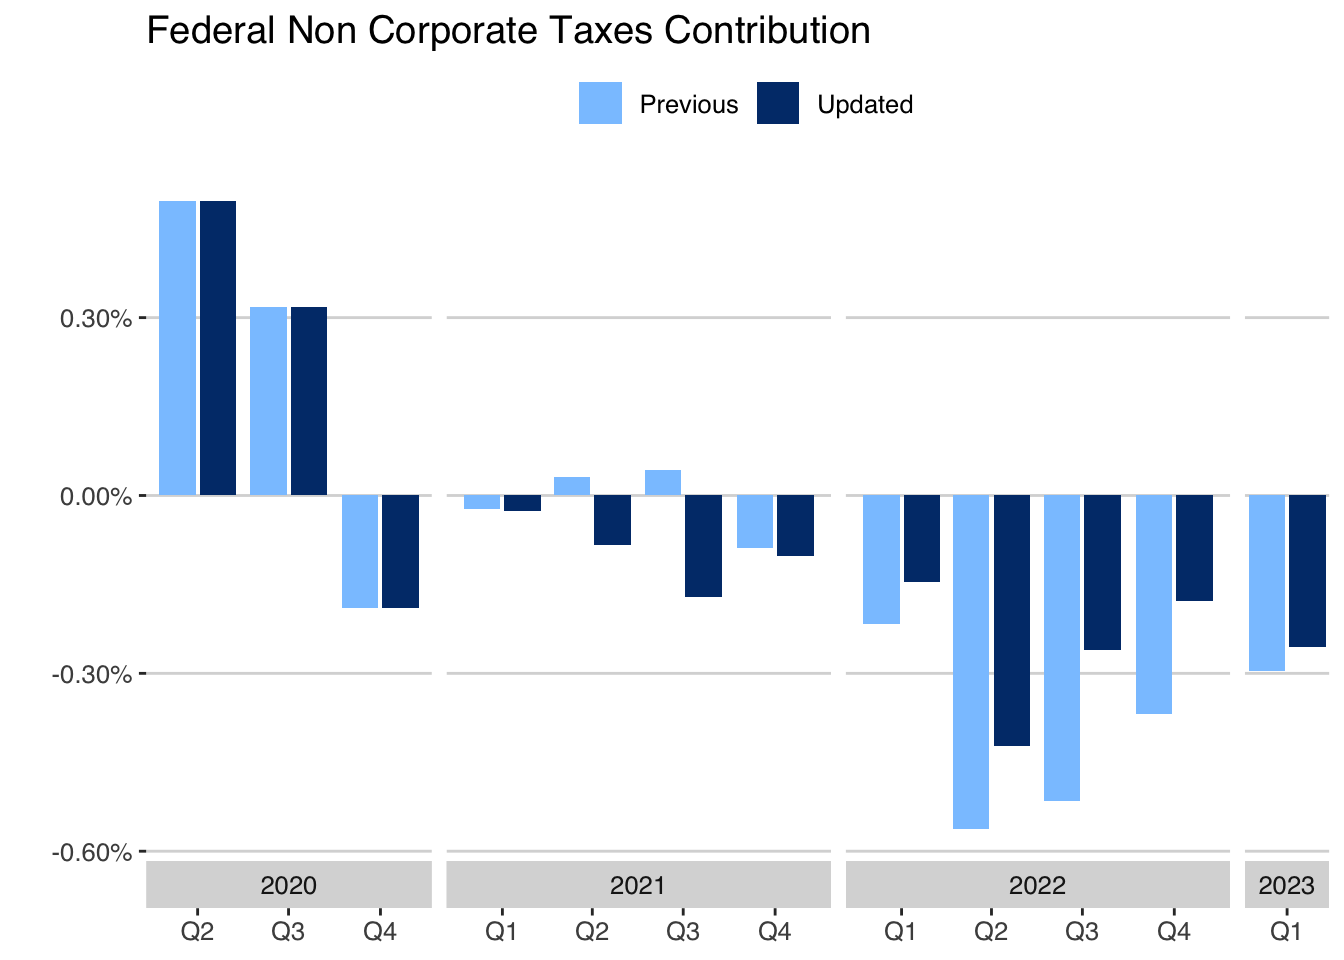 Federal Non Corporate Taxes Contribution
Previous Updated
0.30%
0.00%
-0.30%
-0.60%
2020 2021 2022 2023
Q2 Q3 Q4 Q1 Q2 Q3 Q4 Q1 Q2 Q3 Q4 Q1